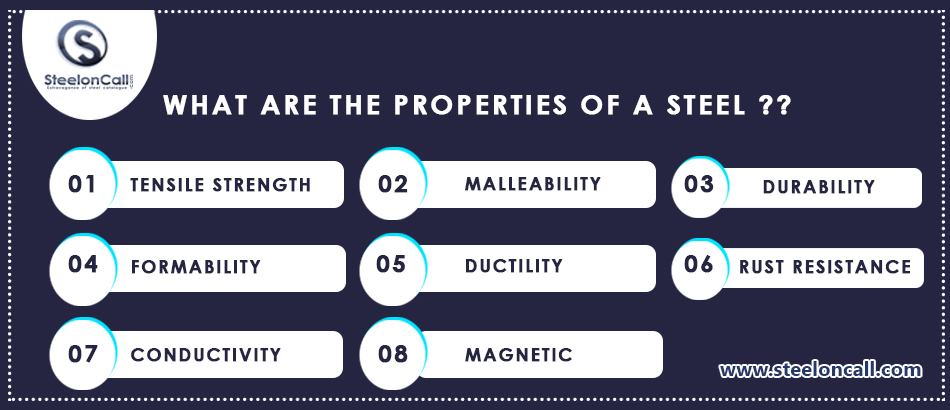 SteelonCall.com
Extravagance of steel catalogue
WHAT ARE THE PROPERTIES OF A STEEL ??
01 TENSILE STRENGTH
02 MALLEABILITY
03 DURABILITY
04 FORMABILITY
05 DUCTILITY
06 RUST RESISTANCE
07 CONDUCTIVITY
08 MAGNETIC
www.steeloncall.com